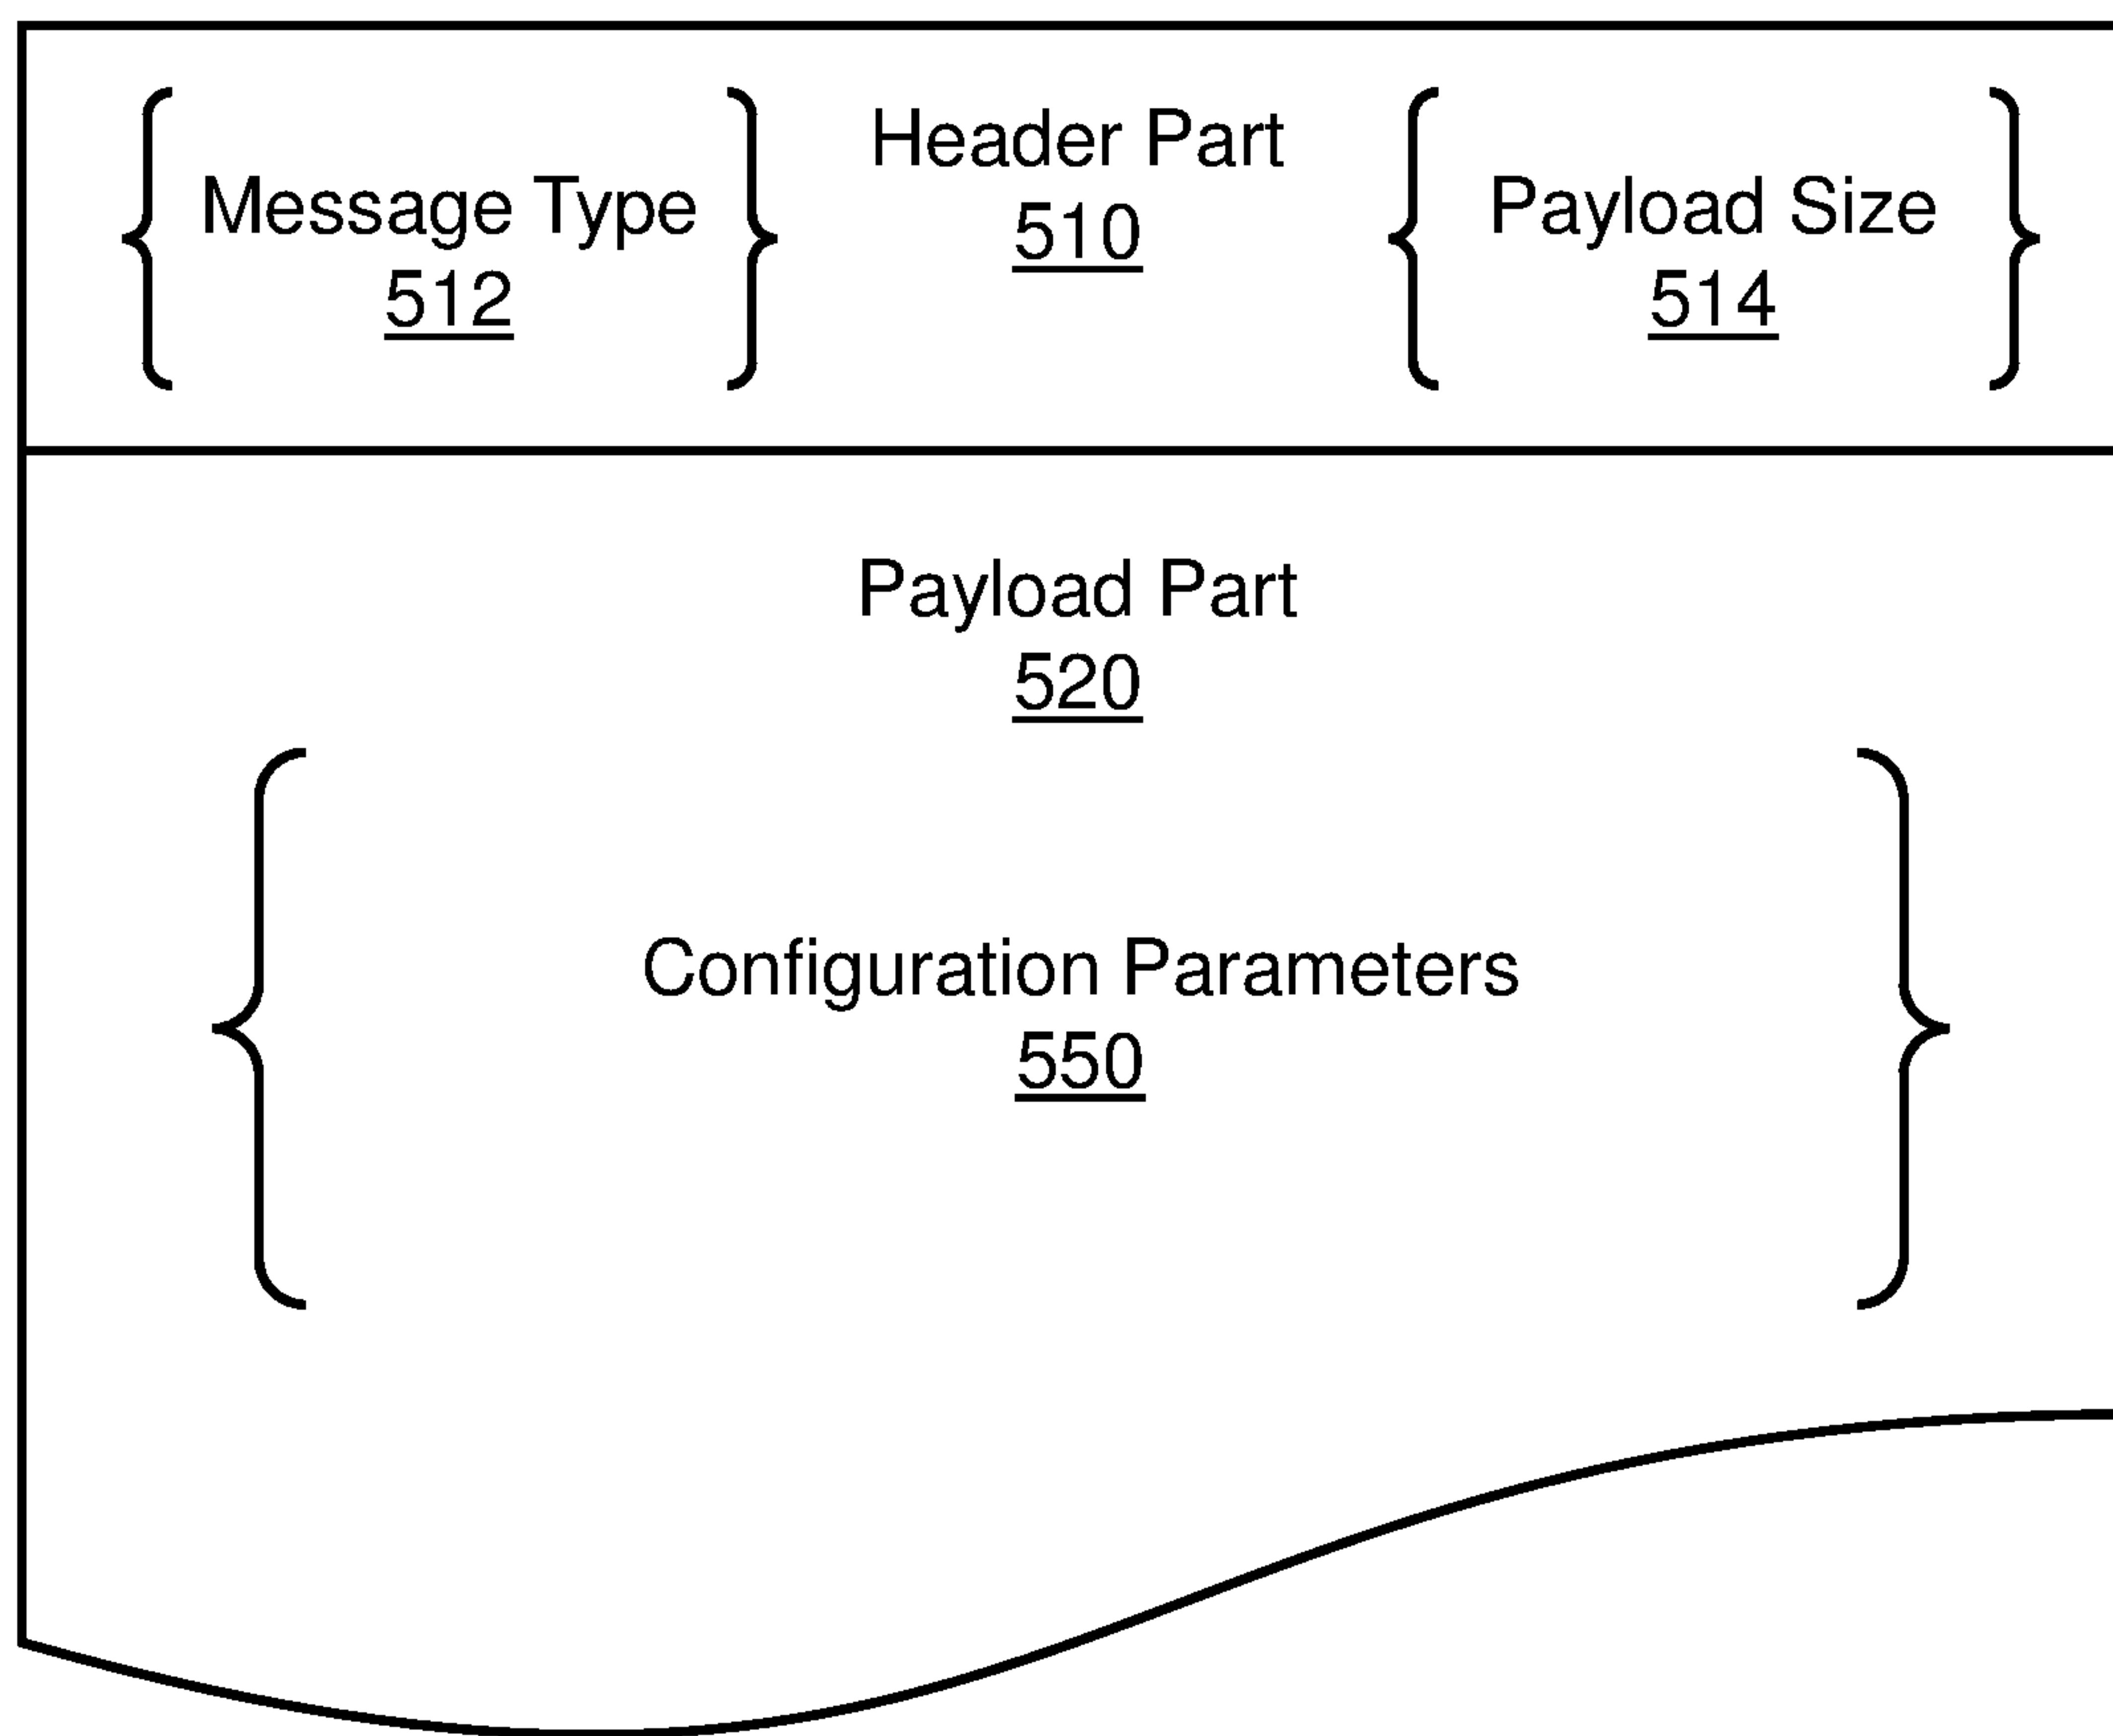 Message Type
512
Header Part
510
Payload Size
514
Payload Part
520
Configuration Parameters
550